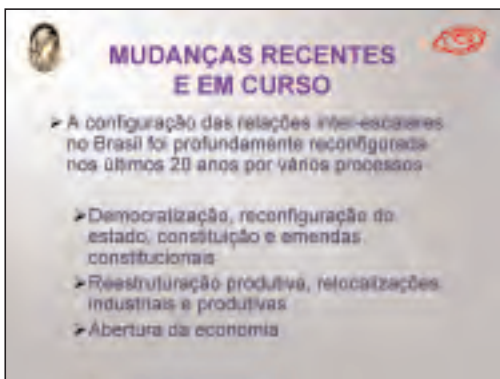 MUDANÇAS RECENTES
E EM CURSO
➤ A configuração das relações inter-escalares
no Brasil foi profundamente reconfigurada
nos últimos 20 anos por vários processos
➤Democratização, reconfiguração do
estado, constituição e emendas
constitucionais
➤Reestruturação produtiva, relocalizações
industriais e produtivas
➤Abertura da economia